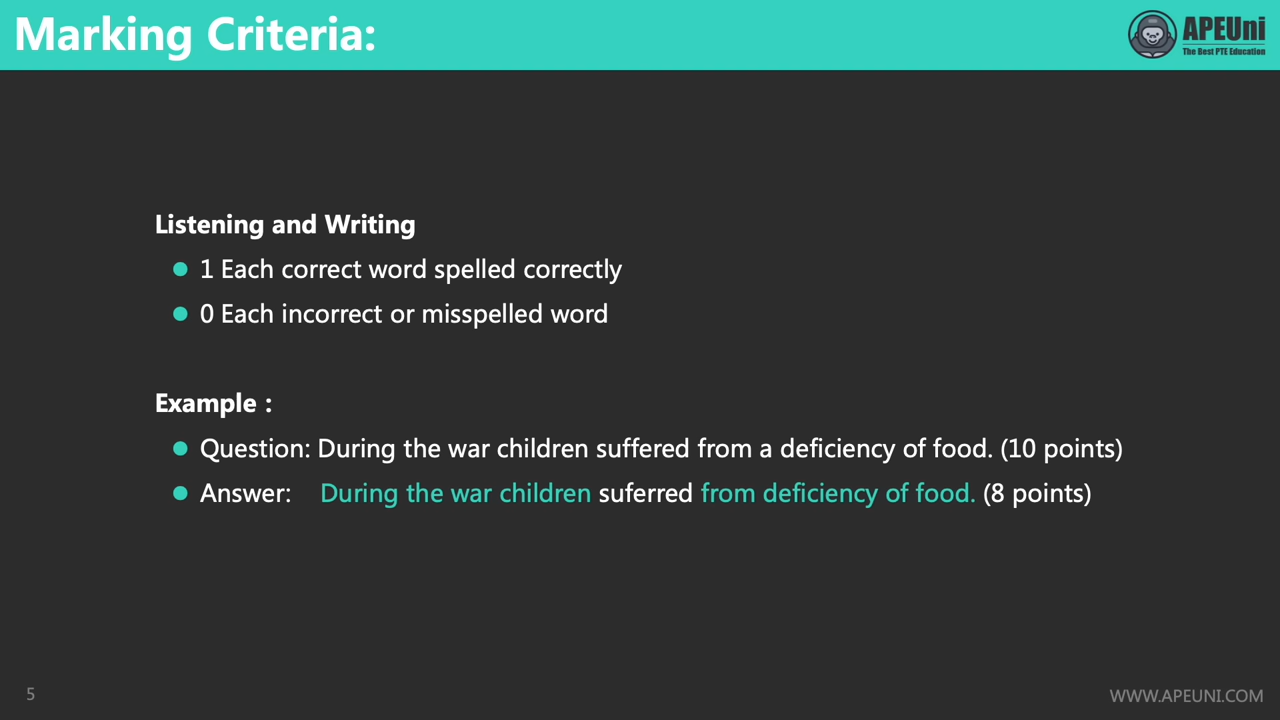 Marking Criteria:
APEUni
The Best PTE Education
Listening and Writing
1 Each correct word spelled correctly
0 Each incorrect or misspelled word
Example :
Question: During the war children suffered from a deficiency of food. (10 points)
Answer: During the war children suferred from deficiency of food. (8 points)
5
WWW.APEUNI.COM